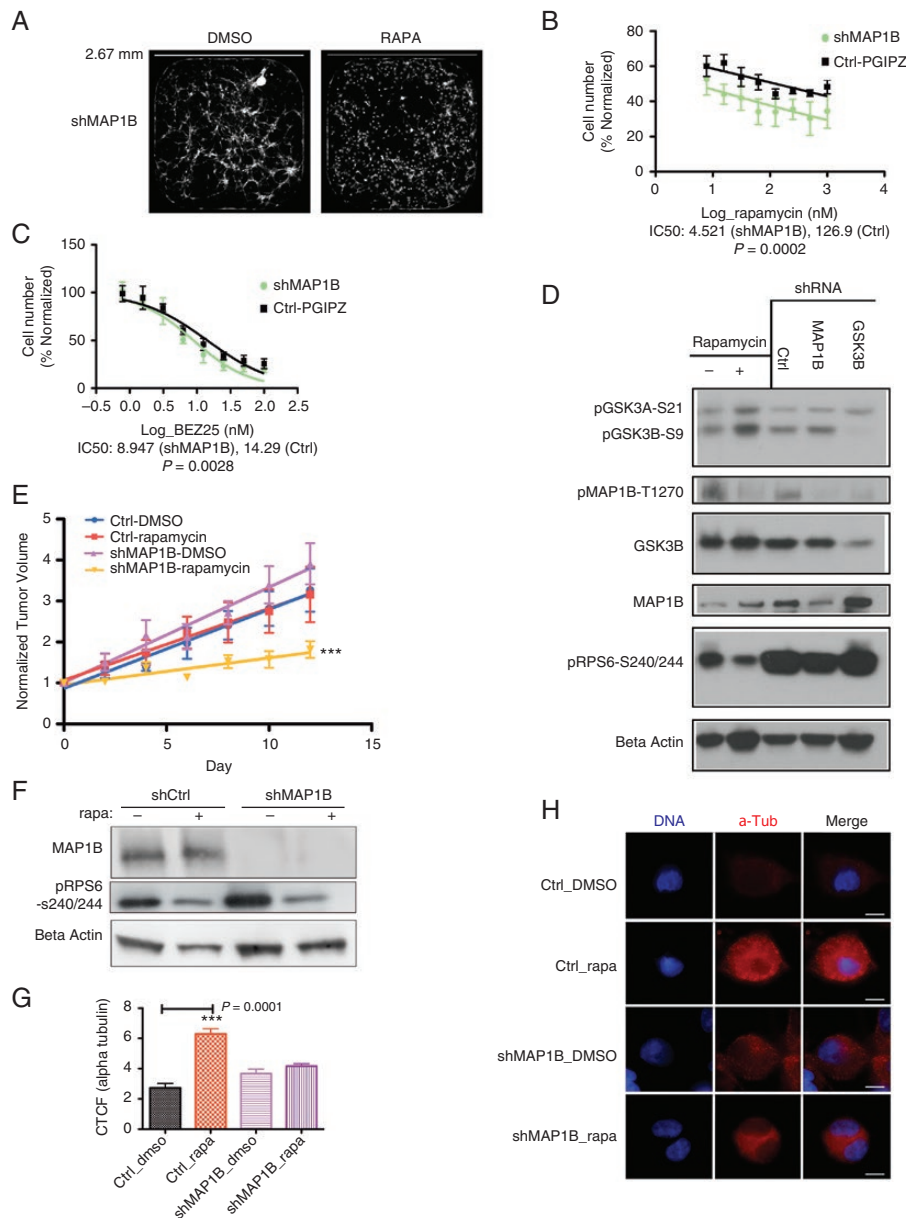 A
DMSO
RAPA
2.67 mm
shMAP1B
B
shMAP1B
Ctrl-PGIPZ
Cell number
(% Normalized)
80
60
40
20
0
0
1
2
3
4
Log_rapamycin (nM)
IC50: 4.521 (shMAP1B), 126.9 (Ctrl)
P = 0.0002
C
shMAP1B
Ctrl-PGIPZ
Cell number
(% Normalized)
150
100
50
0
–0.5
0.0
0.5
1.0
1.5
2.0
2.5
Log_BEZ25 (nM)
IC50: 8.947 (shMAP1B), 14.29 (Ctrl)
P = 0.0028
D
shRNA
Rapamycin
– +
Ctrl
MAP1B
GSK3B
pGSK3A-S21
pGSK3B-S9
pMAP1B-T1270
GSK3B
MAP1B
pRPS6-S240/244
Beta Actin
E
Ctrl-DMSO
Ctrl-rapamycin
shMAP1B-DMSO
shMAP1B-rapamycin
Normalized Tumor Volume
5
4
3
2
1
0
***
0
5
10
15
Day
F
shCtrl
shMAP1B
rapa: – + – +
MAP1B
pRPS6
-s240/244
Beta Actin
G
P = 0.0001
***
CTCF (alpha tubulin)
8
6
4
2
0
Ctrl_dmso
Ctrl_rapa
shMAP1B_dmso
shMAP1B_rapa
H
DNA
a-Tub
Merge
Ctrl_DMSO
Ctrl_rapa
shMAP1B_DMSO
shMAP1B_rapa